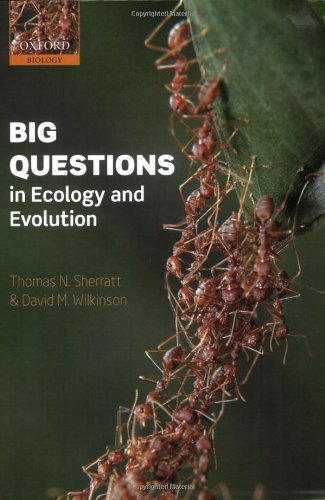 OXFORD
BIOLOGY
BIG
QUESTIONS
in Ecology and
Evolution
Thomas N. Sherratt
& David M. Wilkinson